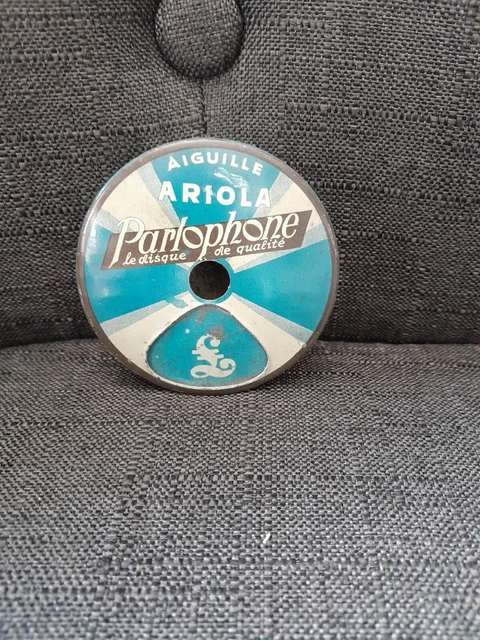 AIGUILLE
ARIOLA
Parlophone
le disque de qualité
£